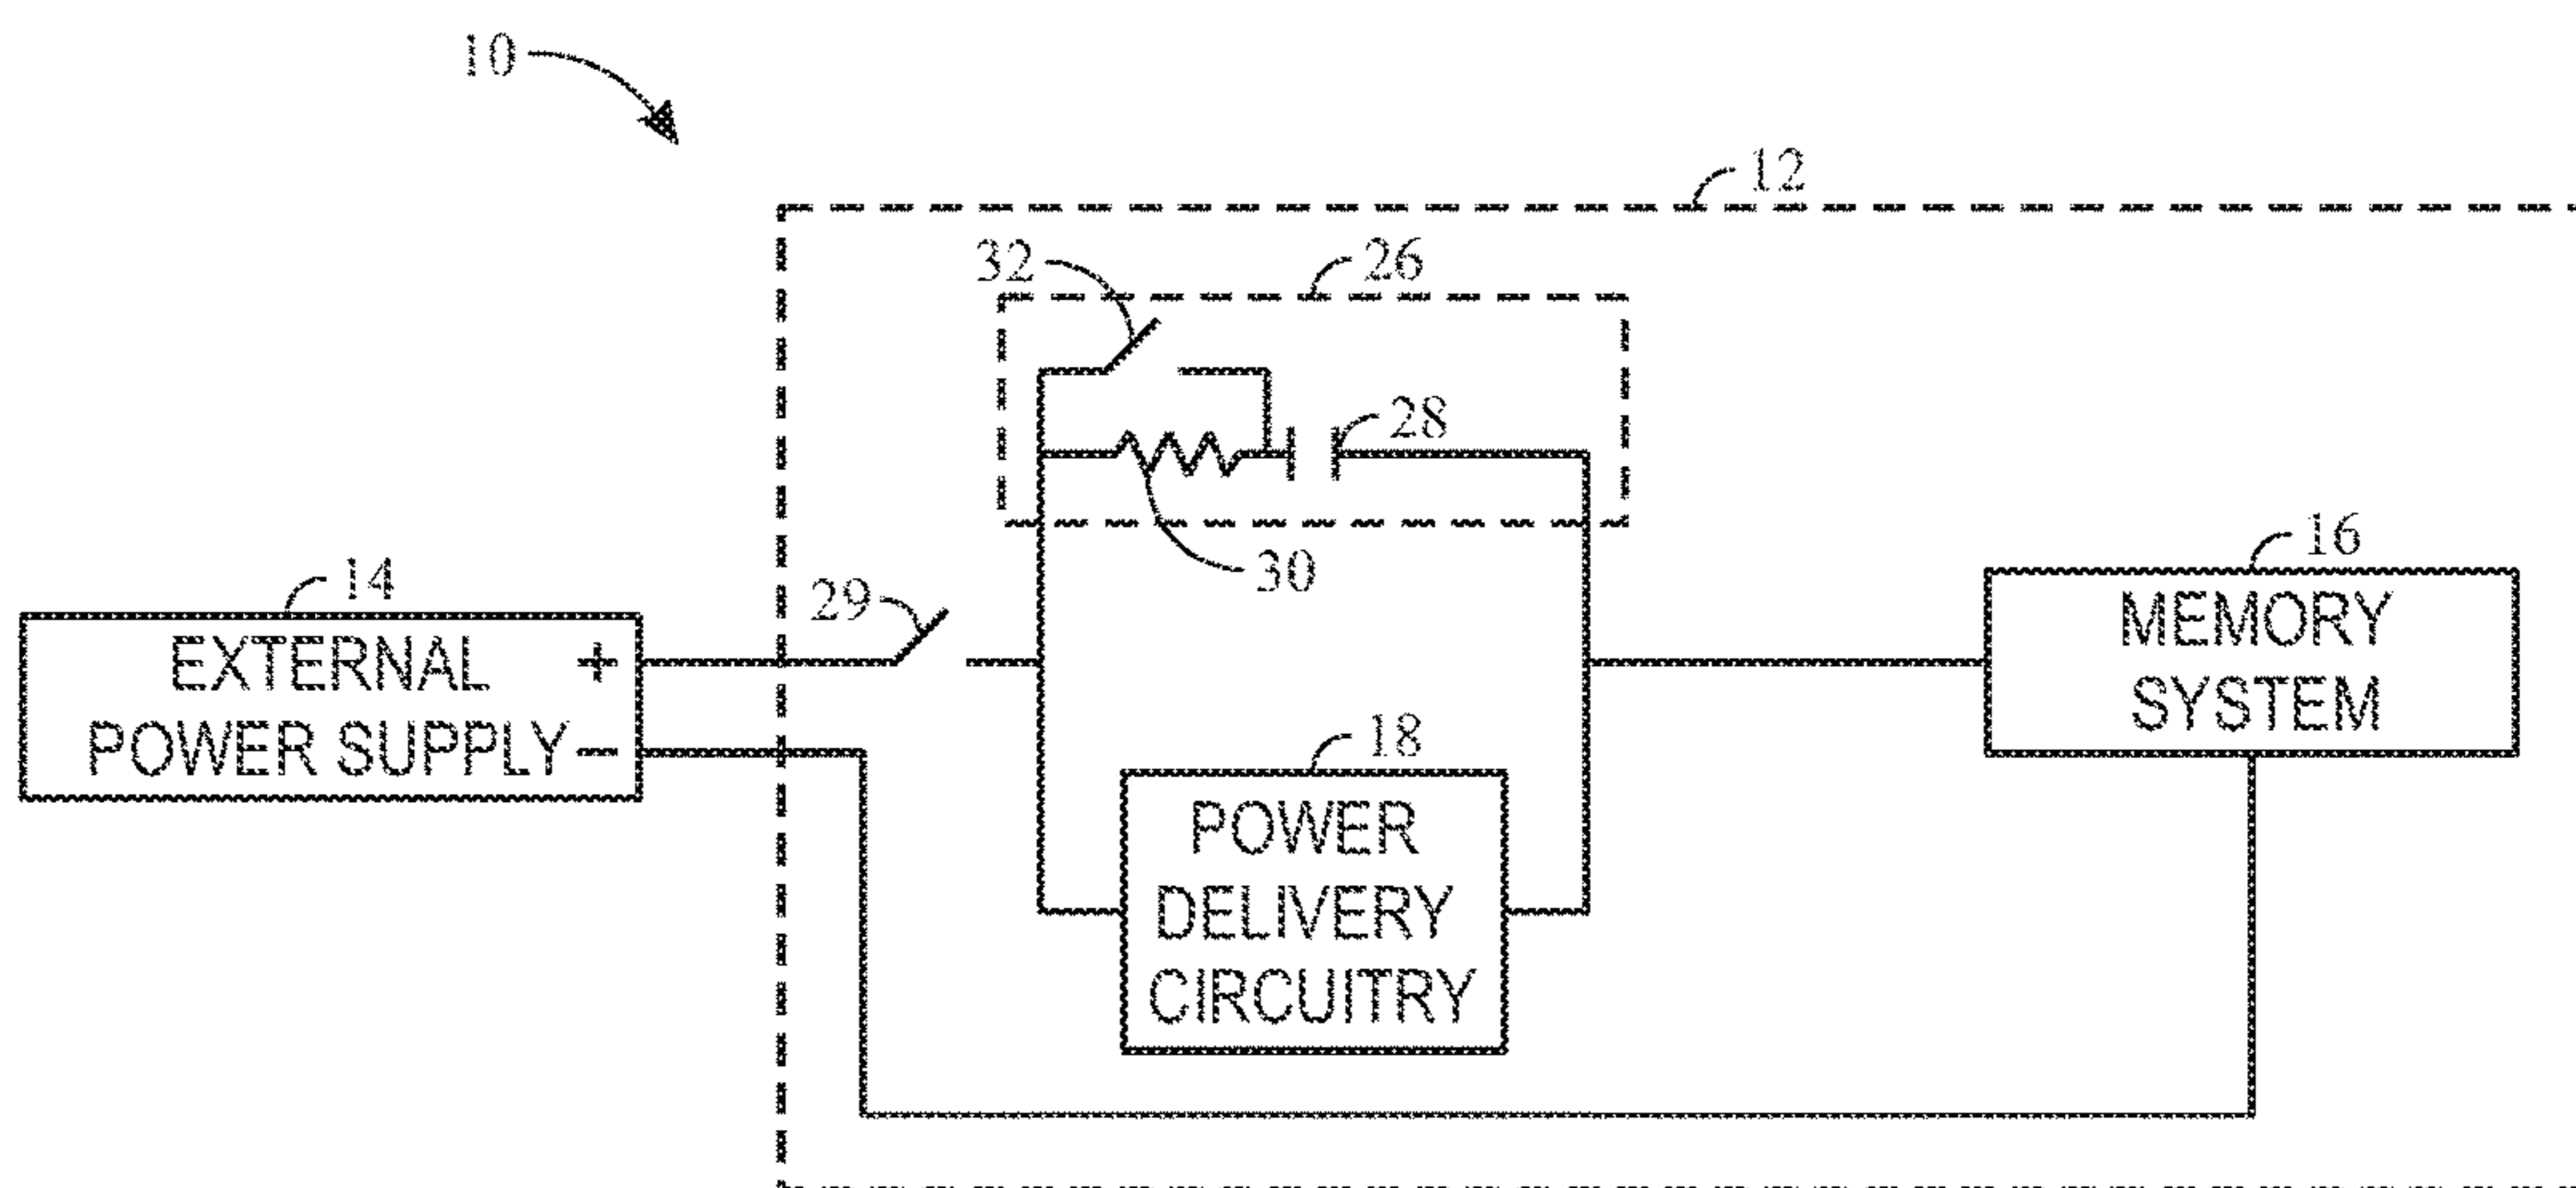 10
12
32
26
28
30
14
EXTERNAL +
POWER SUPPLY −
29
16
MEMORY
SYSTEM
18
POWER
DELIVERY
CIRCUITRY